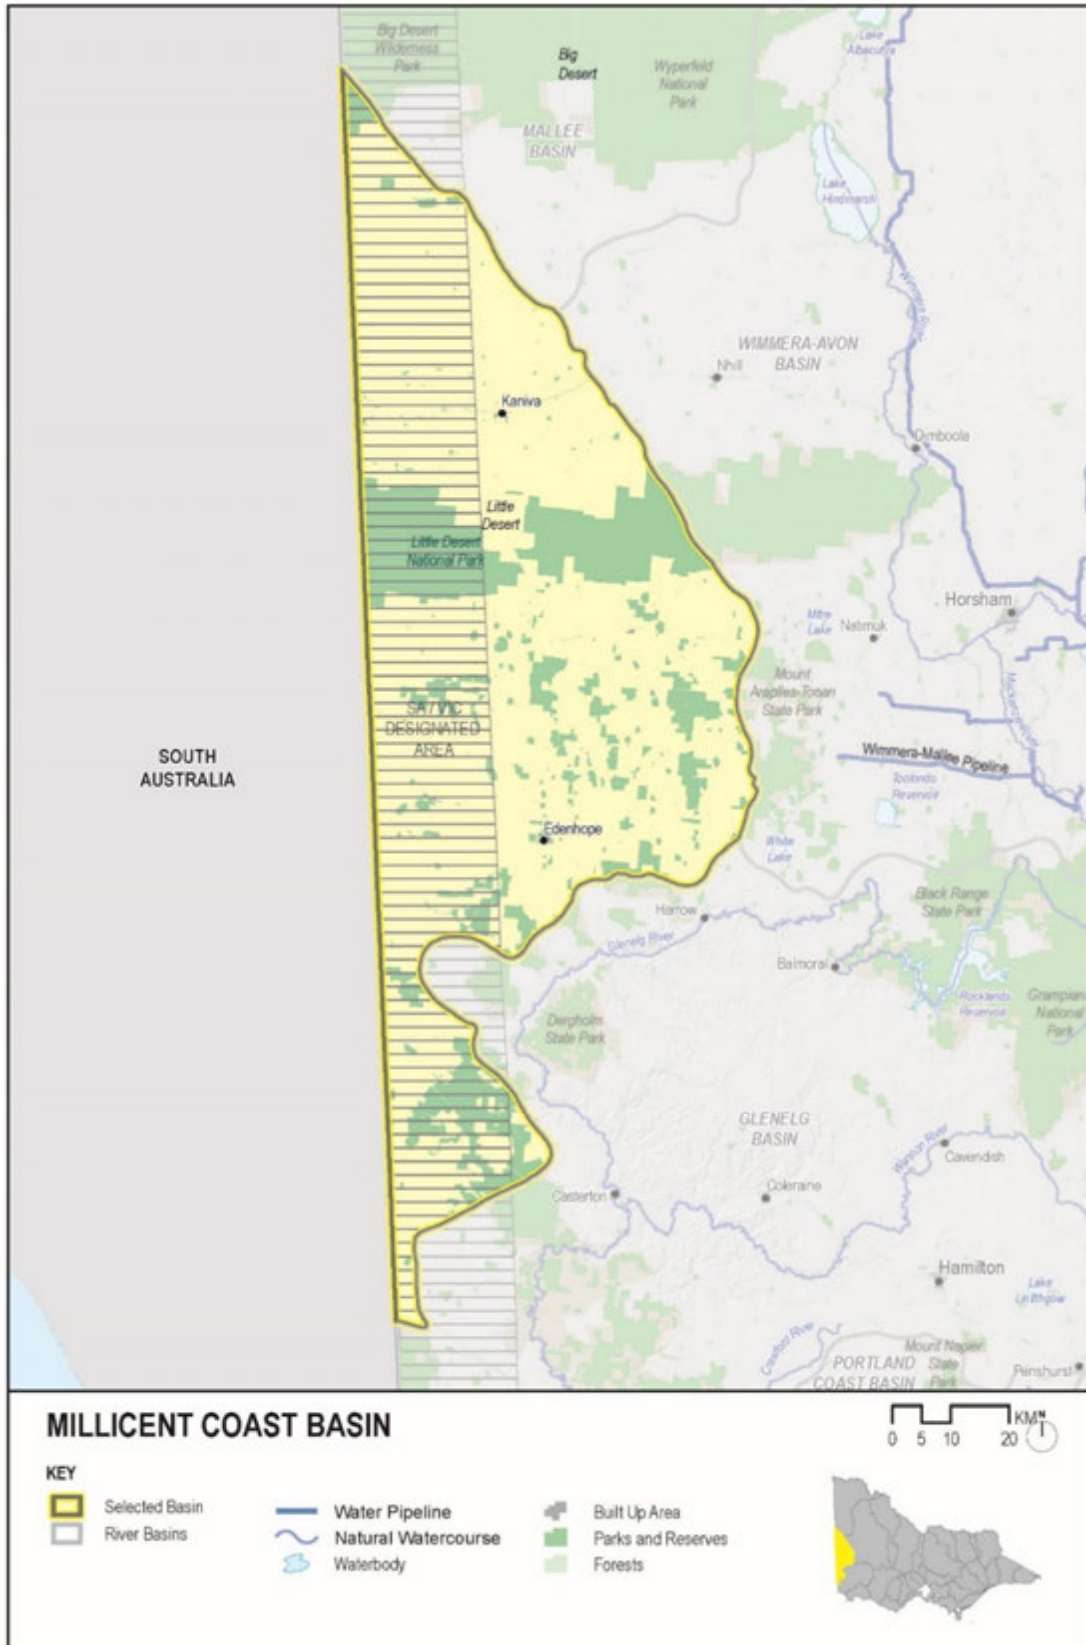 Big Desert
Wilderness
Park
Big
Desert
Wyperfeld
National
Park
Lake
Albacutya
MALLEE
BASIN
Lake
Hindmarsh
Wimmera River
WIMMERA-AVON
BASIN
Nhill
Kaniva
Dimboola
Little
Desert
Little Desert
National Park
Horsham
Mitre
Lake
Natimuk
Mount
Arapiles-Tooan
State Park
Mackenzie River
SA / VIC
DESIGNATED
AREA
SOUTH
AUSTRALIA
Wimmera-Mallee Pipeline
Toolondo
Reservoir
Edenhope
White
Lake
Black Range
State Park
Harrow
Glenelg River
Balmoral
Rocklands
Reservoir
Grampians
National
Park
Dergholm
State Park
GLENELG
BASIN
Wannon River
Cavendish
Casterton
Coleraine
Hamilton
Lake
Linlithgow
Crawford River
Mount Napier
State
Park
PORTLAND
COAST BASIN
Penshurst
MILLICENT COAST BASIN
KM
N
0 5 10 20
KEY
Selected Basin
River Basins
Water Pipeline
Natural Watercourse
Waterbody
Built Up Area
Parks and Reserves
Forests